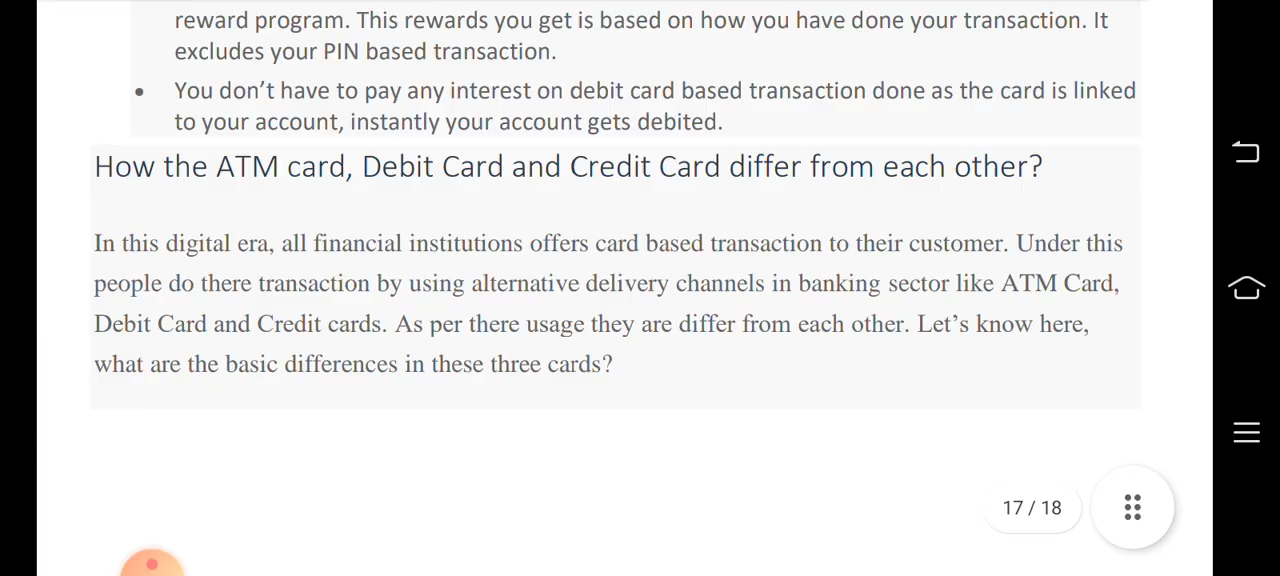 reward program. This rewards you get is based on how you have done your transaction. It
excludes your PIN based transaction.
• You don’t have to pay any interest on debit card based transaction done as the card is linked
to your account, instantly your account gets debited.
How the ATM card, Debit Card and Credit Card differ from each other?
In this digital era, all financial institutions offers card based transaction to their customer. Under this
people do there transaction by using alternative delivery channels in banking sector like ATM Card,
Debit Card and Credit cards. As per there usage they are differ from each other. Let’s know here,
what are the basic differences in these three cards?
17 / 18